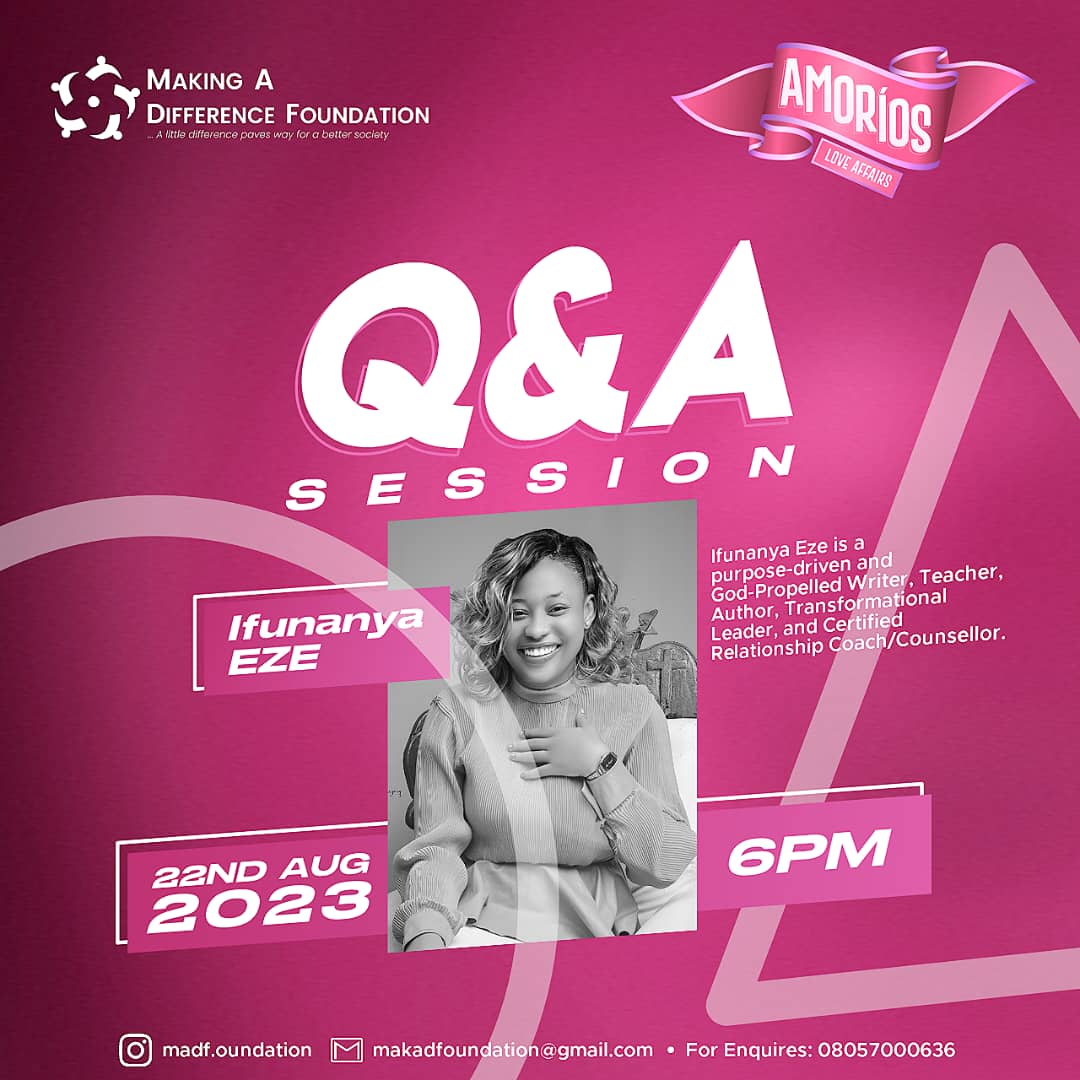 MAKING A
DIFFERENCE FOUNDATION
... A little difference paves way for a better society
AMORÍOS
LOVE AFFAIRS
Q&A
SESSION
Ifunanya
EZE
Ifunanya Eze is a
purpose-driven and
God-Propelled Writer, Teacher,
Author, Transformational
Leader, and Certified
Relationship Coach/Counsellor.
22ND AUG
2023
6PM
madf.oundation
makadfoundation@gmail.com • For Enquires: 08057000636